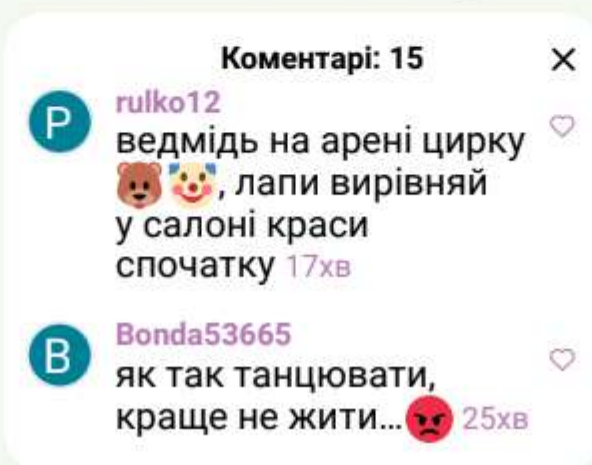 Коментарі: 15 ×
P
rulko12
ведмідь на арені цирку
🐻🤡, лапи вирівняй
у салоні краси
спочатку 17хв
B
Bonda53665
як так танцювати,
краще не жити...😡 25хв